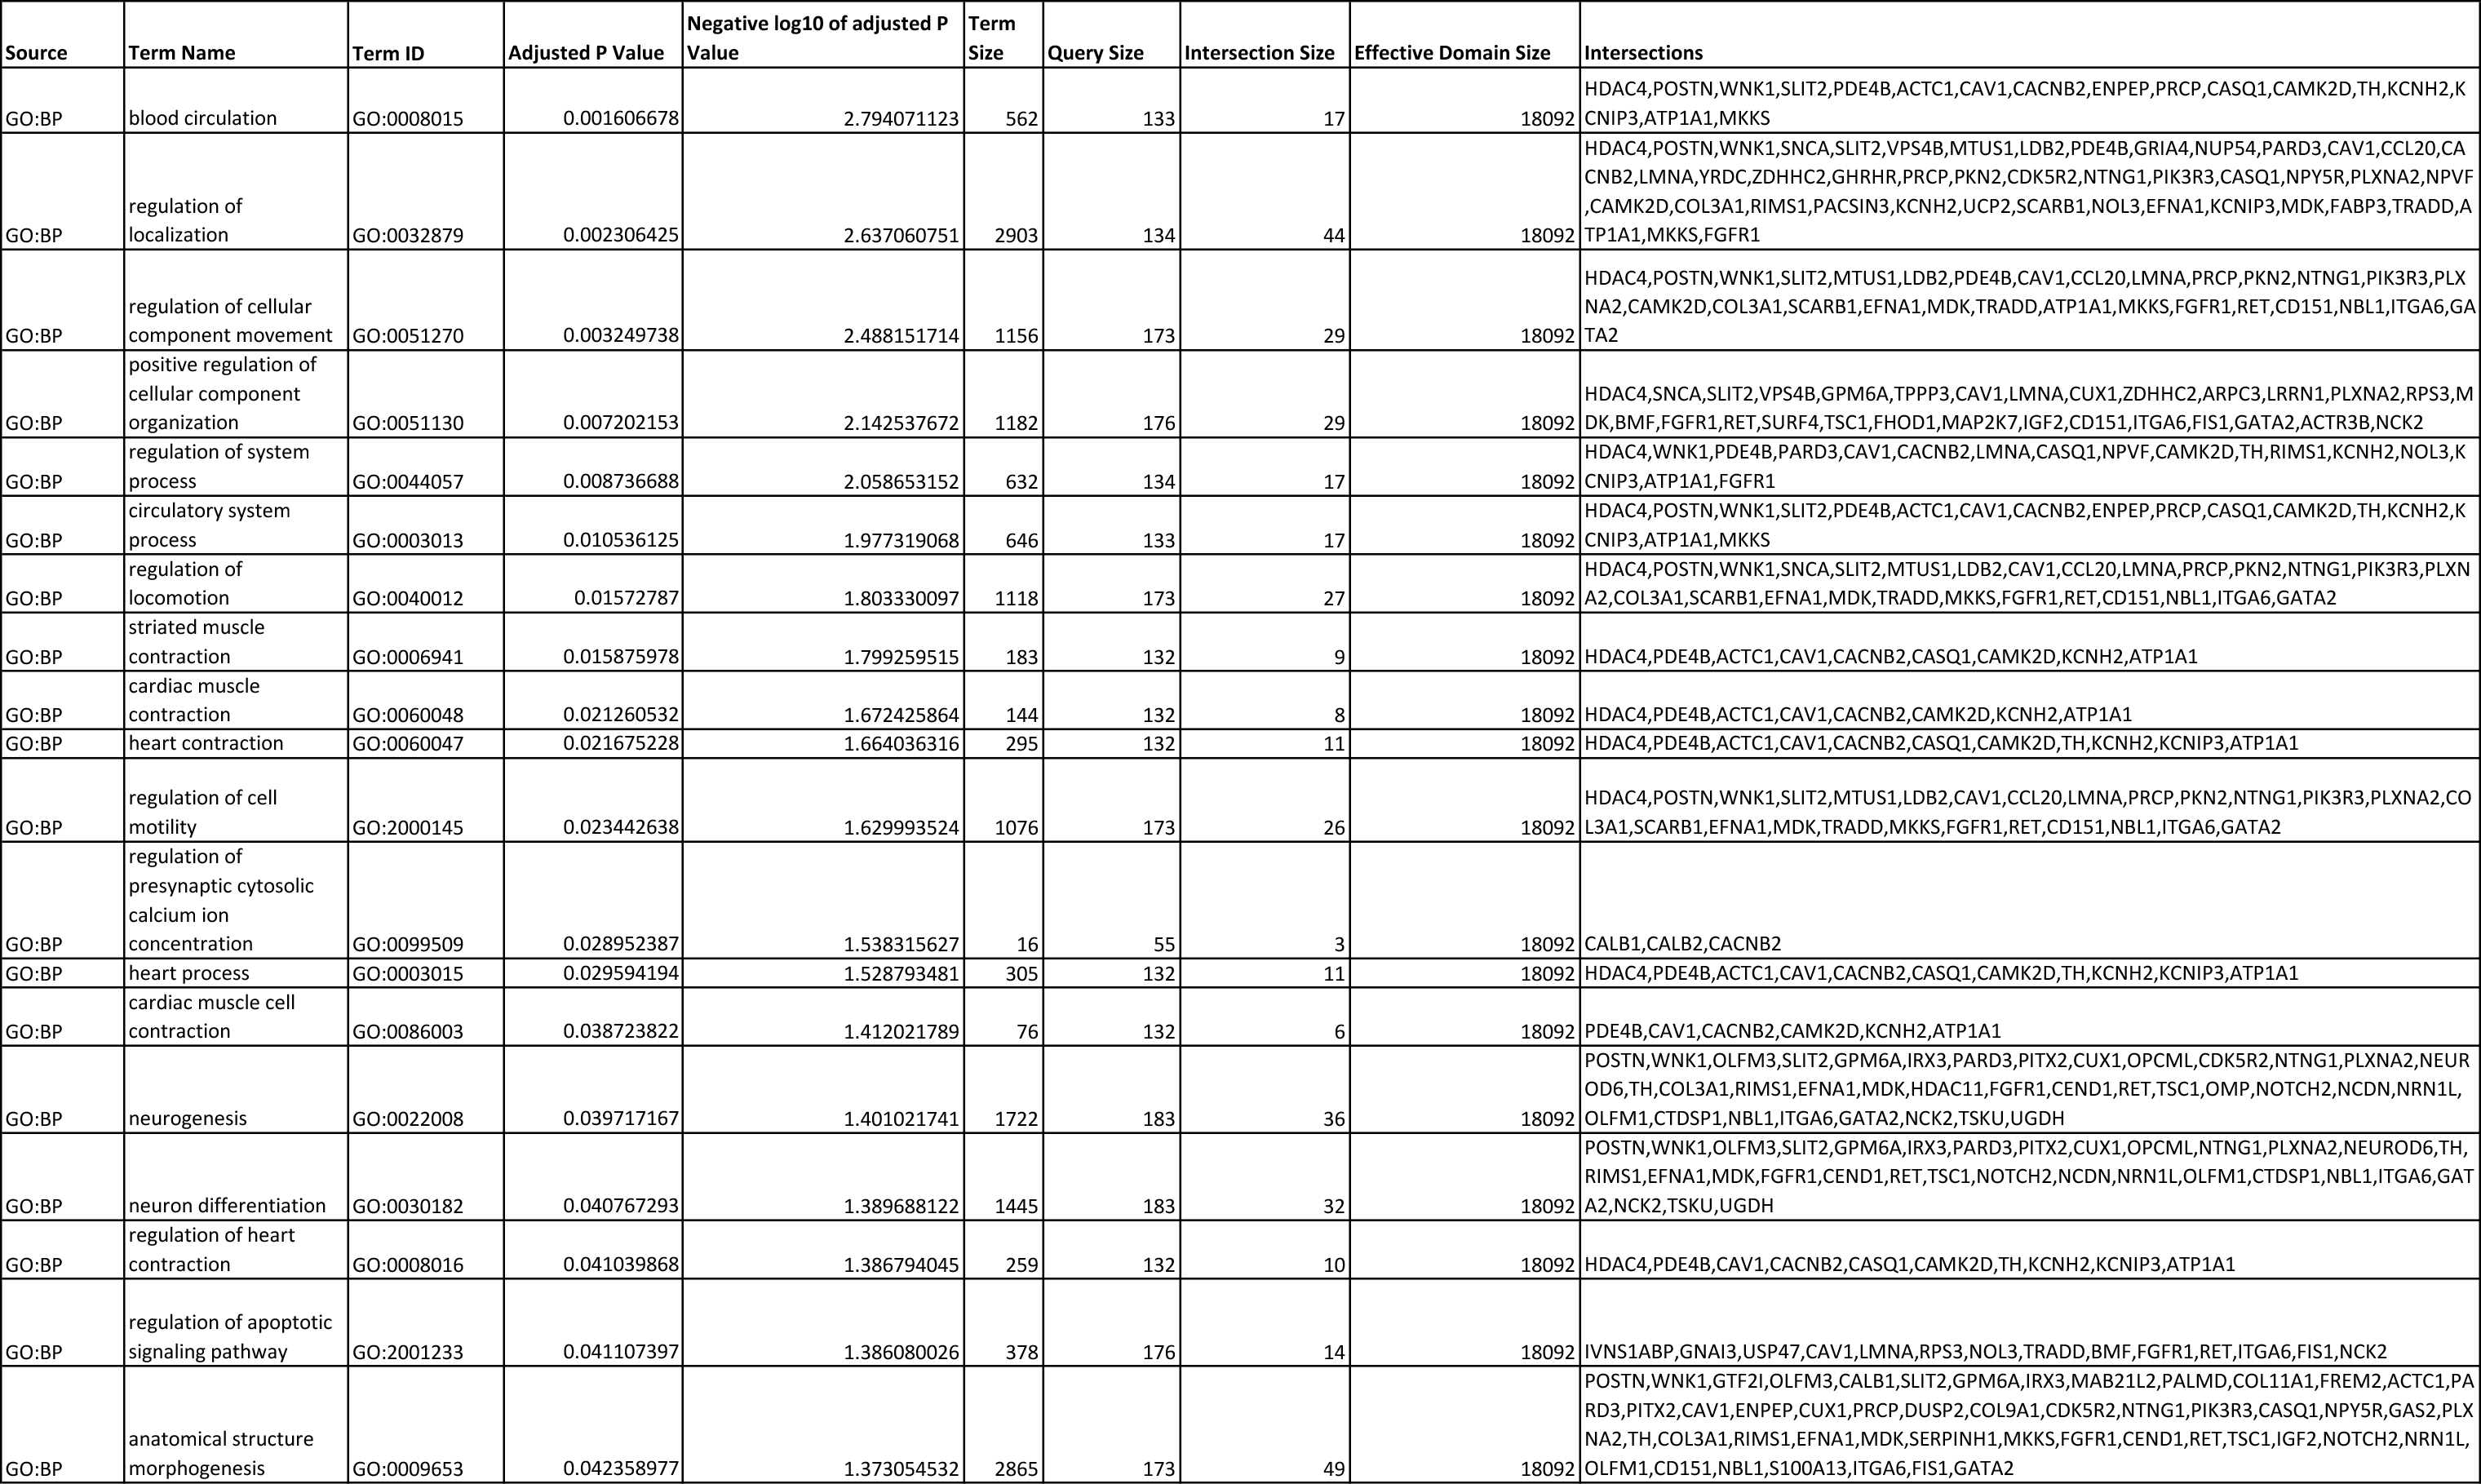 Source Term Name Term ID Adjusted P Value Negative log10 of adjusted P Value Term Size Query Size Intersection Size Effective Domain Size Intersections
GO:BP blood circulation GO:0008015 0.001606678 2.794071123 562 133 17 18092 HDAC4,POSTN,WNK1,SLIT2,PDE4B,ACTC1,CAV1,CACNB2,ENPEP,PRCP,CASQ1,CAMK2D,TH,KCNH2,K
CNIP3,ATP1A1,MKKS
GO:BP regulation of localization GO:0032879 0.002306425 2.637060751 2903 134 44 18092 HDAC4,POSTN,WNK1,SNCA,SLIT2,VPS4B,MTUS1,LDB2,PDE4B,GRIA4,NUP54,PARD3,CAV1,CCL20,CA
CNB2,LMNA,YRDC,ZDHHC2,GHRHR,PRCP,PKN2,CDK5R2,NTNG1,PIK3R3,CASQ1,NPY5R,PLXNA2,NPVF
,CAMK2D,COL3A1,RIMS1,PACSIN3,KCNH2,UCP2,SCARB1,NOL3,EFNA1,KCNIP3,MDK,FABP3,TRADD,A
TP1A1,MKKS,FGFR1
GO:BP regulation of cellular component movement GO:0051270 0.003249738 2.488151714 1156 173 29 18092 HDAC4,POSTN,WNK1,SLIT2,MTUS1,LDB2,PDE4B,CAV1,CCL20,LMNA,PRCP,PKN2,NTNG1,PIK3R3,PLX
NA2,CAMK2D,COL3A1,SCARB1,EFNA1,MDK,TRADD,ATP1A1,MKKS,FGFR1,RET,CD151,NBL1,ITGA6,GA
TA2
GO:BP positive regulation of cellular component organization GO:0051130 0.007202153 2.142537672 1182 176 29 18092 HDAC4,SNCA,SLIT2,VPS4B,GPM6A,TPPP3,CAV1,LMNA,CUX1,ZDHHC2,ARPC3,LRRN1,PLXNA2,RPS3,M
DK,BMF,FGFR1,RET,SURF4,TSC1,FHOD1,MAP2K7,IGF2,CD151,ITGA6,FIS1,GATA2,ACTR3B,NCK2
GO:BP regulation of system process GO:0044057 0.008736688 2.058653152 632 134 17 18092 HDAC4,WNK1,PDE4B,PARD3,CAV1,CACNB2,LMNA,CASQ1,NPVF,CAMK2D,TH,RIMS1,KCNH2,NOL3,K
CNIP3,ATP1A1,FGFR1
GO:BP circulatory system process GO:0003013 0.010536125 1.977319068 646 133 17 18092 HDAC4,POSTN,WNK1,SLIT2,PDE4B,ACTC1,CAV1,CACNB2,ENPEP,PRCP,CASQ1,CAMK2D,TH,KCNH2,K
CNIP3,ATP1A1,MKKS
GO:BP regulation of locomotion GO:0040012 0.01572787 1.803330097 1118 173 27 18092 HDAC4,POSTN,WNK1,SNCA,SLIT2,MTUS1,LDB2,CAV1,CCL20,LMNA,PRCP,PKN2,NTNG1,PIK3R3,PLXN
A2,COL3A1,SCARB1,EFNA1,MDK,TRADD,MKKS,FGFR1,RET,CD151,NBL1,ITGA6,GATA2
GO:BP striated muscle contraction GO:0006941 0.015875978 1.799259515 183 132 9 18092 HDAC4,PDE4B,ACTC1,CAV1,CACNB2,CASQ1,CAMK2D,KCNH2,ATP1A1
GO:BP cardiac muscle contraction GO:0060048 0.021260532 1.672425864 144 132 8 18092 HDAC4,PDE4B,ACTC1,CAV1,CACNB2,CAMK2D,KCNH2,ATP1A1
GO:BP heart contraction GO:0060047 0.021675228 1.664036316 295 132 11 18092 HDAC4,PDE4B,ACTC1,CAV1,CACNB2,CASQ1,CAMK2D,TH,KCNH2,KCNIP3,ATP1A1
GO:BP regulation of cell motility GO:2000145 0.023442638 1.629993524 1076 173 26 18092 HDAC4,POSTN,WNK1,SLIT2,MTUS1,LDB2,CAV1,CCL20,LMNA,PRCP,PKN2,NTNG1,PIK3R3,PLXNA2,CO
L3A1,SCARB1,EFNA1,MDK,TRADD,MKKS,FGFR1,RET,CD151,NBL1,ITGA6,GATA2
GO:BP regulation of presynaptic cytosolic calcium ion concentration GO:0099509 0.028952387 1.538315627 16 55 3 18092 CALB1,CALB2,CACNB2
GO:BP heart process GO:0003015 0.029594194 1.528793481 305 132 11 18092 HDAC4,PDE4B,ACTC1,CAV1,CACNB2,CASQ1,CAMK2D,TH,KCNH2,KCNIP3,ATP1A1
GO:BP cardiac muscle cell contraction GO:0086003 0.038723822 1.412021789 76 132 6 18092 PDE4B,CAV1,CACNB2,CAMK2D,KCNH2,ATP1A1
GO:BP neurogenesis GO:0022008 0.039717167 1.401021741 1722 183 36 18092 POSTN,WNK1,OLFM3,SLIT2,GPM6A,IRX3,PARD3,PITX2,CUX1,OPCML,CDK5R2,NTNG1,PLXNA2,NEUR
OD6,TH,COL3A1,RIMS1,EFNA1,MDK,HDAC11,FGFR1,CEND1,RET,TSC1,OMP,NOTCH2,NCDN,NRN1L,
OLFM1,CTDSP1,NBL1,ITGA6,GATA2,NCK2,TSKU,UGDH
GO:BP neuron differentiation GO:0030182 0.040767293 1.389688122 1445 183 32 18092 POSTN,WNK1,OLFM3,SLIT2,GPM6A,IRX3,PARD3,PITX2,CUX1,OPCML,NTNG1,PLXNA2,NEUROD6,TH,
RIMS1,EFNA1,MDK,FGFR1,CEND1,RET,TSC1,NOTCH2,NCDN,NRN1L,OLFM1,CTDSP1,NBL1,ITGA6,GAT
A2,NCK2,TSKU,UGDH
GO:BP regulation of heart contraction GO:0008016 0.041039868 1.386794045 259 132 10 18092 HDAC4,PDE4B,CAV1,CACNB2,CASQ1,CAMK2D,TH,KCNH2,KCNIP3,ATP1A1
GO:BP regulation of apoptotic signaling pathway GO:2001233 0.041107397 1.386080026 378 176 14 18092 IVNS1ABP,GNAI3,USP47,CAV1,LMNA,RPS3,NOL3,TRADD,BMF,FGFR1,RET,ITGA6,FIS1,NCK2
GO:BP anatomical structure morphogenesis GO:0009653 0.042358977 1.373054532 2865 173 49 18092 POSTN,WNK1,GTF2I,OLFM3,CALB1,SLIT2,GPM6A,IRX3,MAB21L2,PALMD,COL11A1,FREM2,ACTC1,PA
RD3,PITX2,CAV1,ENPEP,CUX1,PRCP,DUSP2,COL9A1,CDK5R2,NTNG1,PIK3R3,CASQ1,NPY5R,GAS2,PLX
NA2,TH,COL3A1,RIMS1,EFNA1,MDK,SERPINH1,MKKS,FGFR1,CEND1,RET,TSC1,IGF2,NOTCH2,NRN1L,
OLFM1,CD151,NBL1,S100A13,ITGA6,FIS1,GATA2